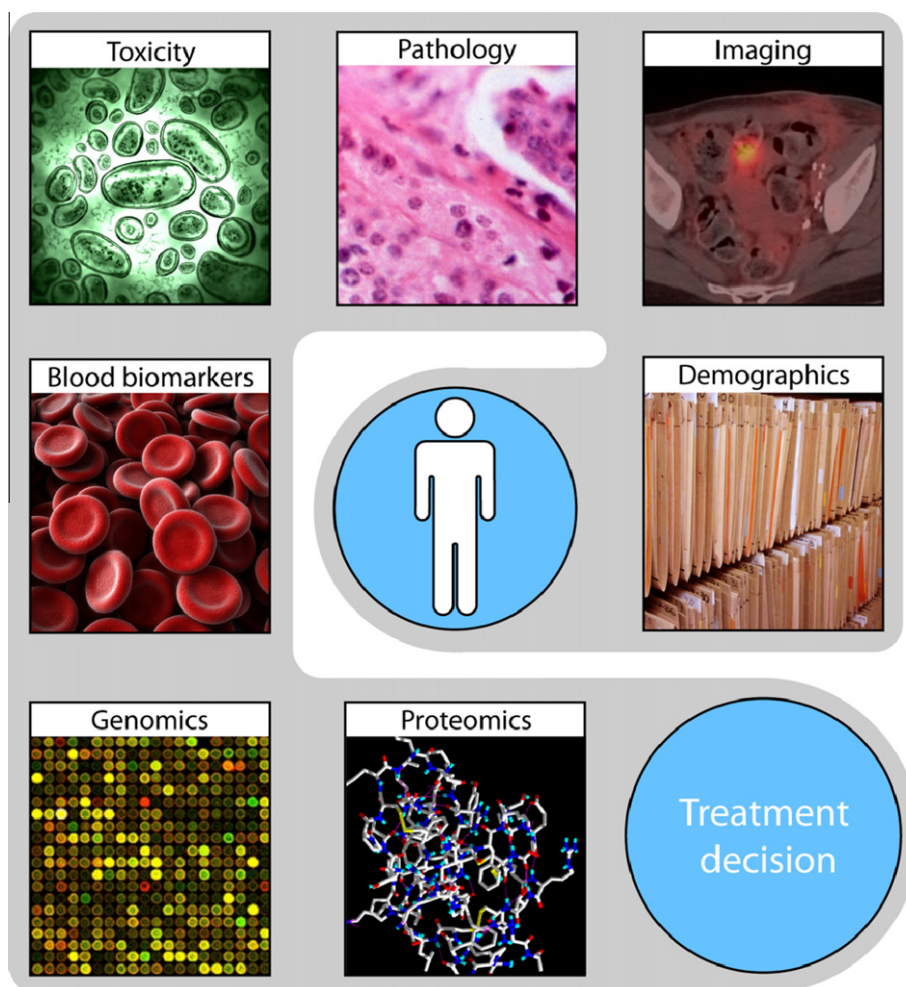 Toxicity
Pathology
Imaging
Blood biomarkers
Demographics
Genomics
Proteomics
Treatment
decision